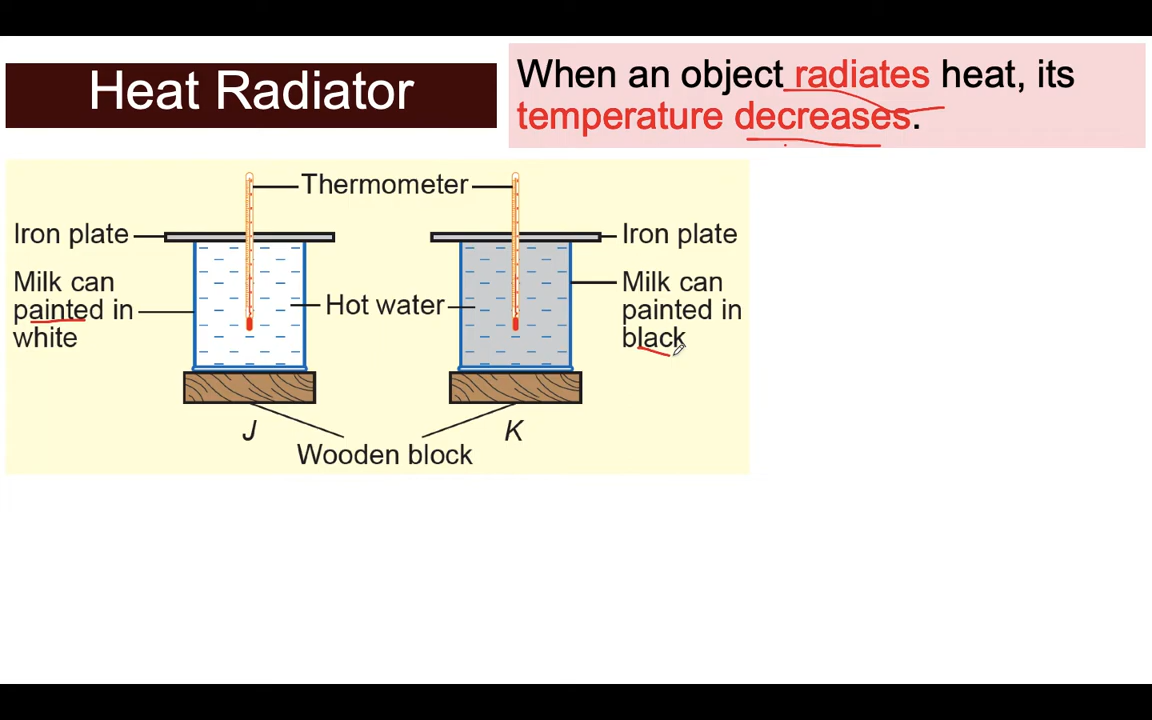 Heat Radiator
When an object radiates heat, its
temperature decreases.
Thermometer
Iron plate
Iron plate
Milk can
painted in
white
Hot water
Milk can
painted in
black
J
K
Wooden block